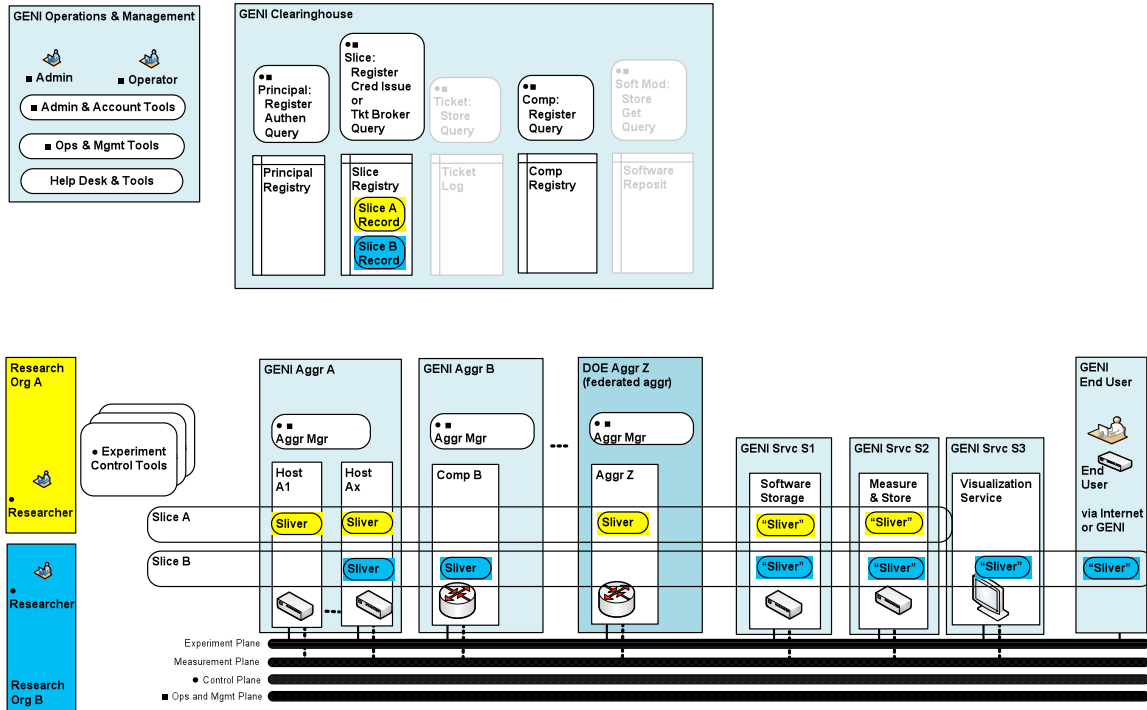 GENI Operations & Management
■ Admin
■ Operator
■ Admin & Account Tools
■ Ops & Mgmt Tools
Help Desk & Tools
GENI Clearinghouse
●■
Principal:
Register
Authen
Query
●■
Slice:
Register
Cred Issue
or
Tkt Broker
Query
●■
Ticket:
Store
Query
●■
Comp:
Register
Query
●■
Soft Mod:
Store
Get
Query
Principal
Registry
Slice
Registry
Slice A
Record
Slice B
Record
Ticket
Log
Comp
Registry
Software
Reposit
Research
Org A
●
Researcher
● Experiment
Control Tools
●
Researcher
Research
Org B
GENI Aggr A
●■
Aggr Mgr
Host
A1
Host
Ax
GENI Aggr B
●■
Aggr Mgr
Comp B
DOE Aggr Z
(federated aggr)
●■
Aggr Mgr
Aggr Z
GENI Srvc S1
Software
Storage
GENI Srvc S2
Measure
& Store
GENI Srvc S3
Visualization
Service
GENI
End User
End
User
via Internet
or GENI
Slice A
Sliver
Sliver
Sliver
“Sliver”
“Sliver”
Slice B
Sliver
Sliver
“Sliver”
“Sliver”
“Sliver”
“Sliver”
Experiment Plane
Measurement Plane
● Control Plane
■ Ops and Mgmt Plane